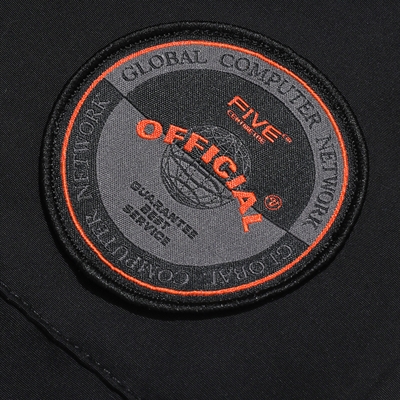 GLOBAL COMPUTER NETWORK
GLOBAL COMPUTER NETWORK
FIVE
OFFICIAL
GUARANTEE
BEST
SERVICE